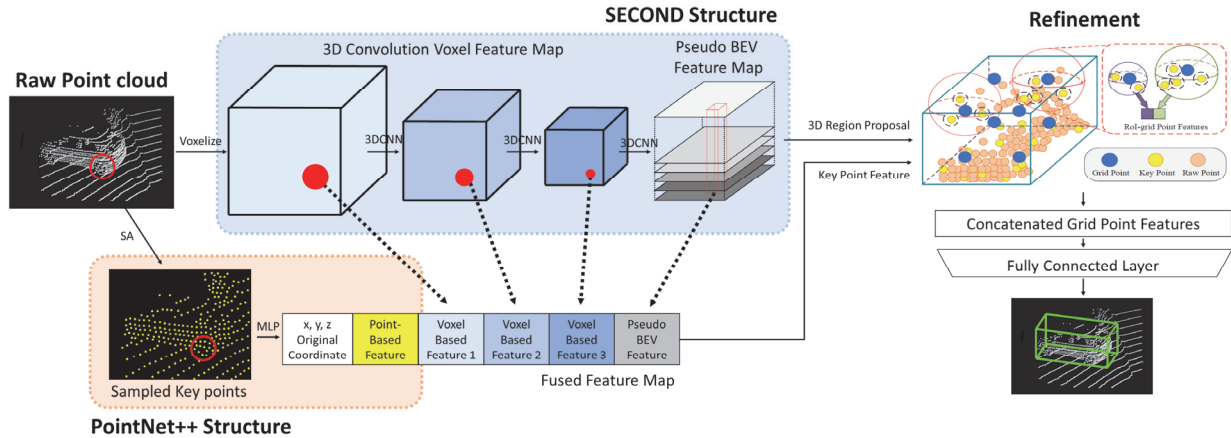 SECOND Structure
Refinement
3D Convolution Voxel Feature Map
Pseudo BEV
Feature Map
Raw Point cloud
Voxelize
3DCNN
3DCNN
3DCNN
3D Region Proposal
Key Point Feature
RoI-grid Point Features
Grid Point
Key Point
Raw Point
SA
Concatenated Grid Point Features
Fully Connected Layer
MLP
x, y, z
Original
Coordinate
Point-
Based
Feature
Voxel
Based
Feature 1
Voxel
Based
Feature 2
Voxel
Based
Feature 3
Pseudo
BEV
Feature
Sampled Key points
Fused Feature Map
PointNet++ Structure